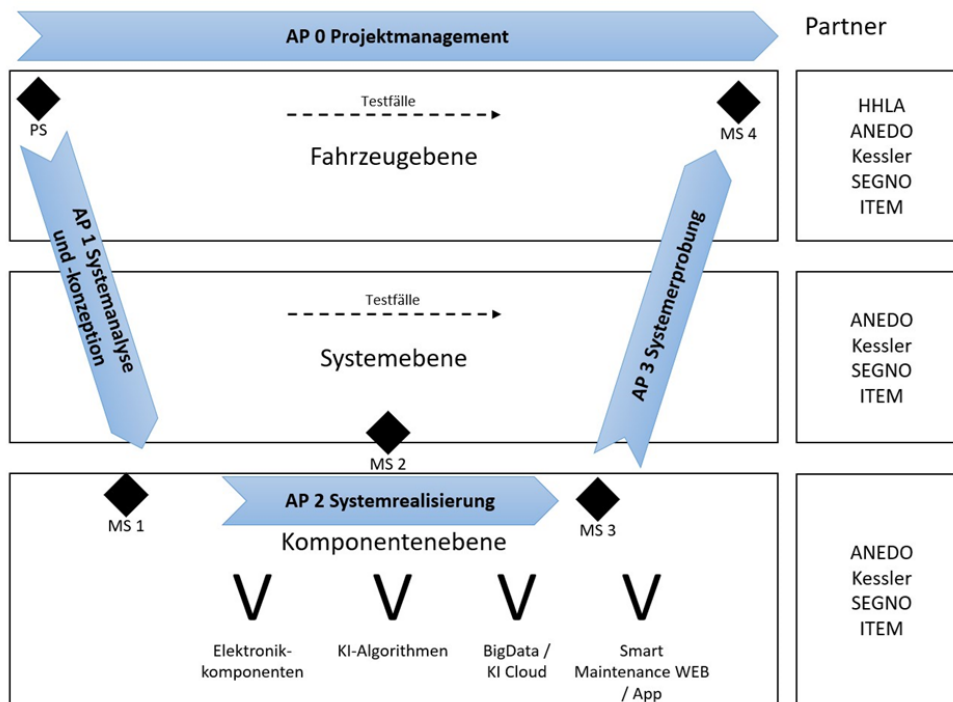 AP 0 Projektmanagement
Partner
PS
Testfälle
Fahrzeugebene
MS 4
HHLA
ANEDO
Kessler
SEGNO
ITEM
AP 1 Systemanalyse
und -konzeption
AP 3 Systemerprobung
Testfälle
Systemebene
MS 2
ANEDO
Kessler
SEGNO
ITEM
MS 1
AP 2 Systemrealisierung
MS 3
Komponentenebene
V V V V
Elektronik-
komponenten
KI-Algorithmen
BigData /
KI Cloud
Smart
Maintenance WEB
/ App
ANEDO
Kessler
SEGNO
ITEM